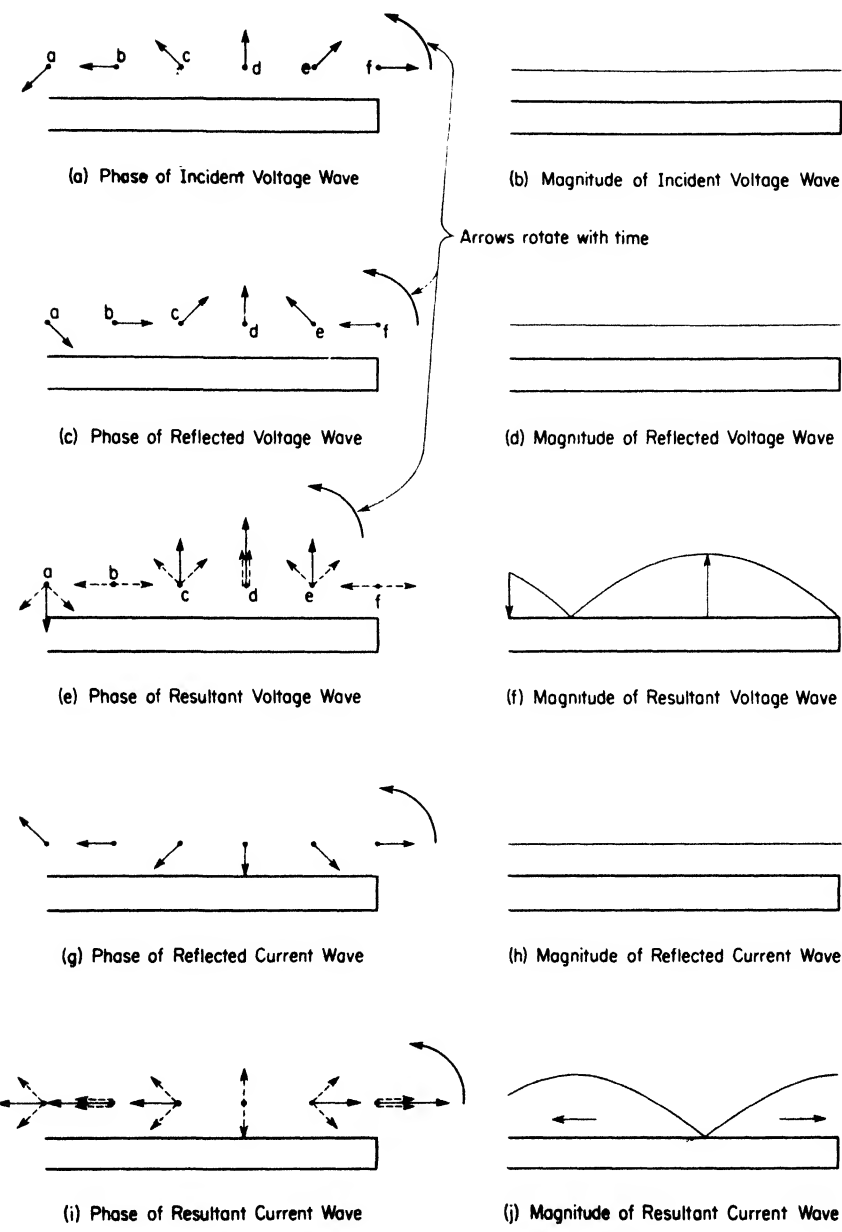 a b c d e f
(a) Phase of Incident Voltage Wave
(b) Magnitude of Incident Voltage Wave
Arrows rotate with time
a b c d e f
(c) Phase of Reflected Voltage Wave
(d) Magnitude of Reflected Voltage Wave
a b c d e f
(e) Phase of Resultant Voltage Wave
(f) Magnitude of Resultant Voltage Wave
(g) Phase of Reflected Current Wave
(h) Magnitude of Reflected Current Wave
(i) Phase of Resultant Current Wave
(j) Magnitude of Resultant Current Wave